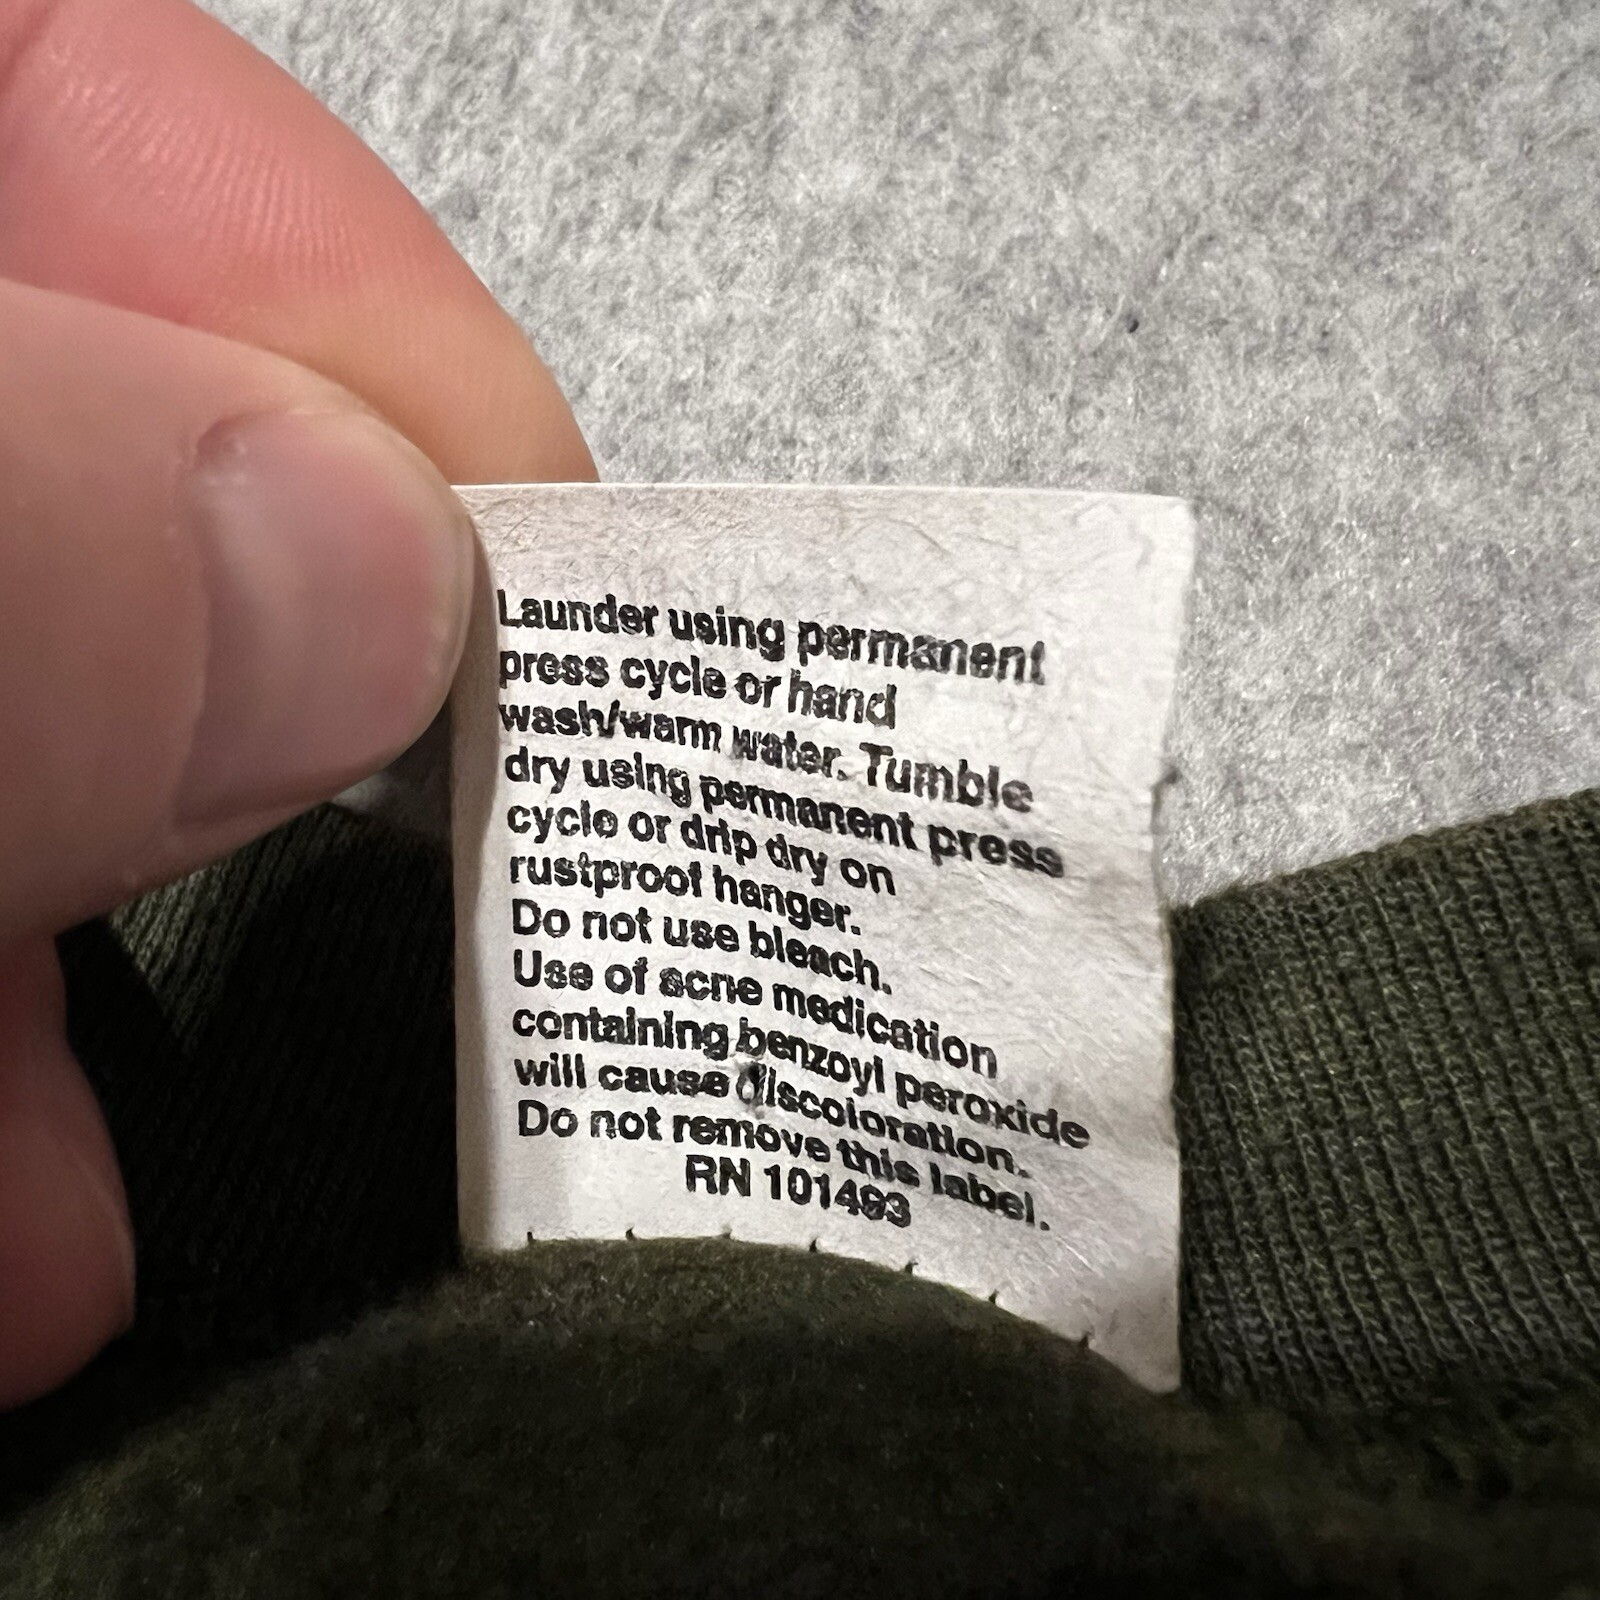 Launder using permanent
press cycle or hand
wash/warm water. Tumble
dry using permanent press
cycle or drip dry on
rustproof hanger.
Do not use bleach.
Use of acne medication
containing benzoyl peroxide
will cause discoloration.
Do not remove this label.
RN 101493